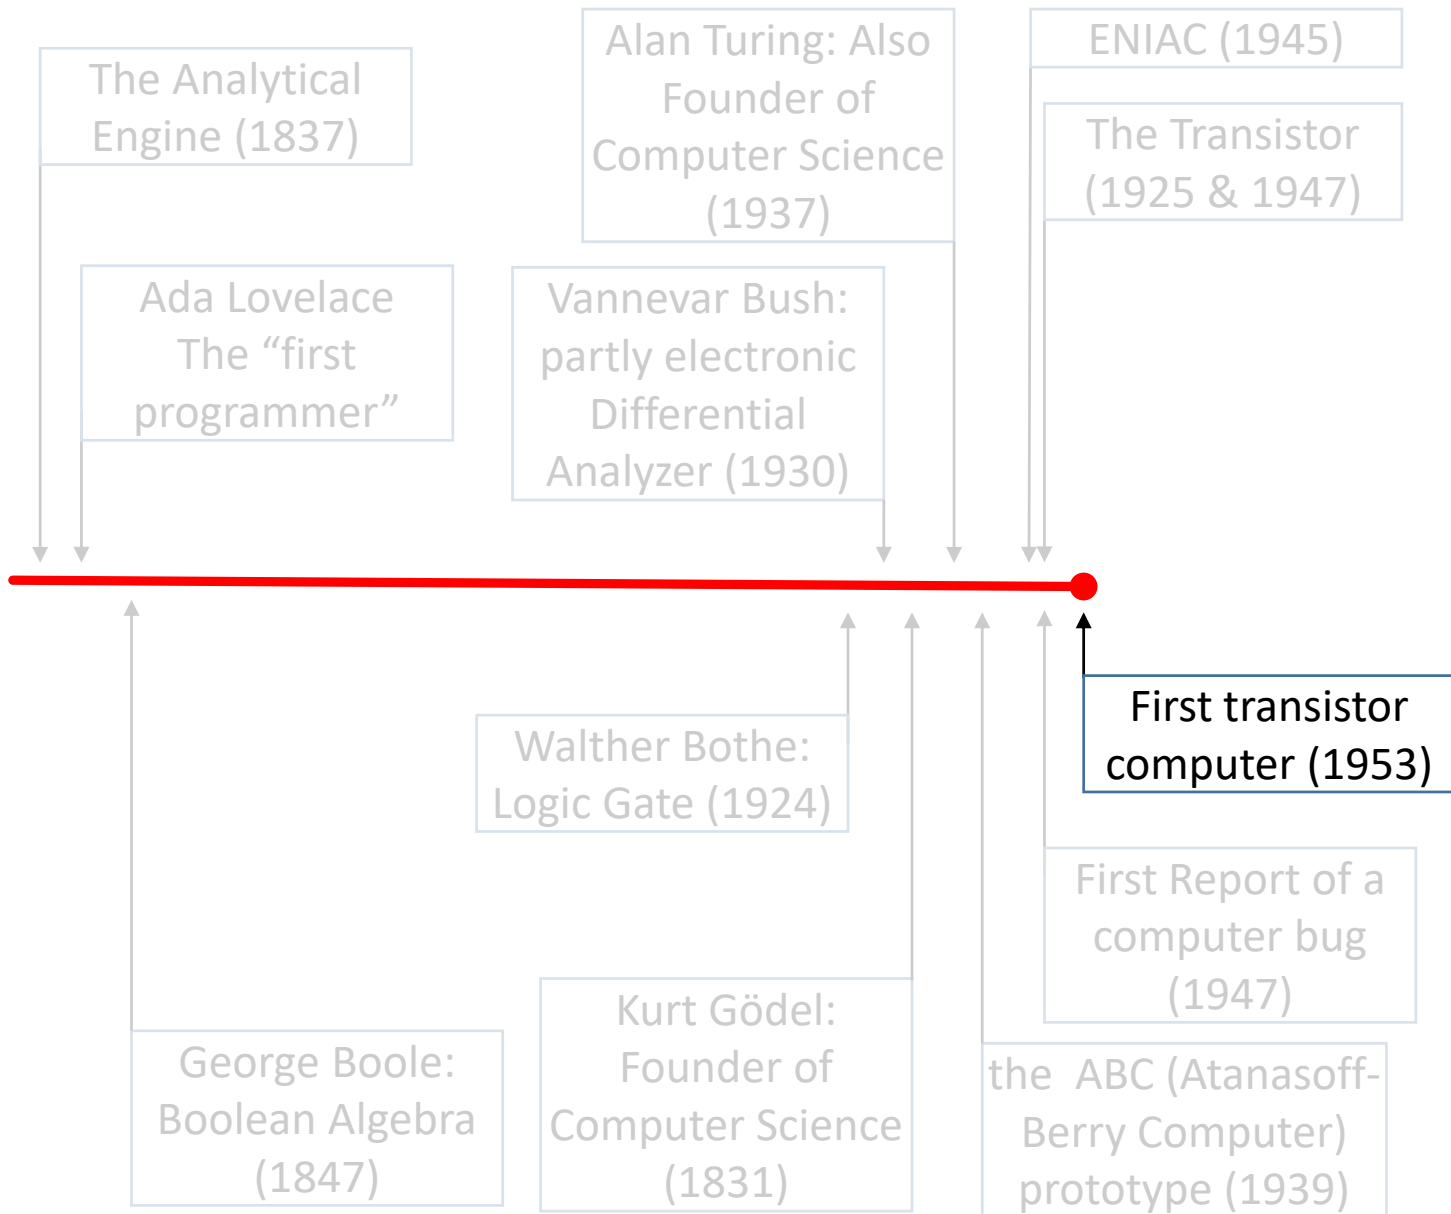 The Analytical
Engine (1837)
Ada Lovelace
The “first
programmer”
Alan Turing: Also
Founder of
Computer Science
(1937)
Vannevar Bush:
partly electronic
Differential
Analyzer (1930)
ENIAC (1945)
The Transistor
(1925 & 1947)
George Boole:
Boolean Algebra
(1847)
Walther Bothe:
Logic Gate (1924)
Kurt Gödel:
Founder of
Computer Science
(1831)
First transistor
computer (1953)
First Report of a
computer bug
(1947)
the ABC (Atanasoff-
Berry Computer)
prototype (1939)